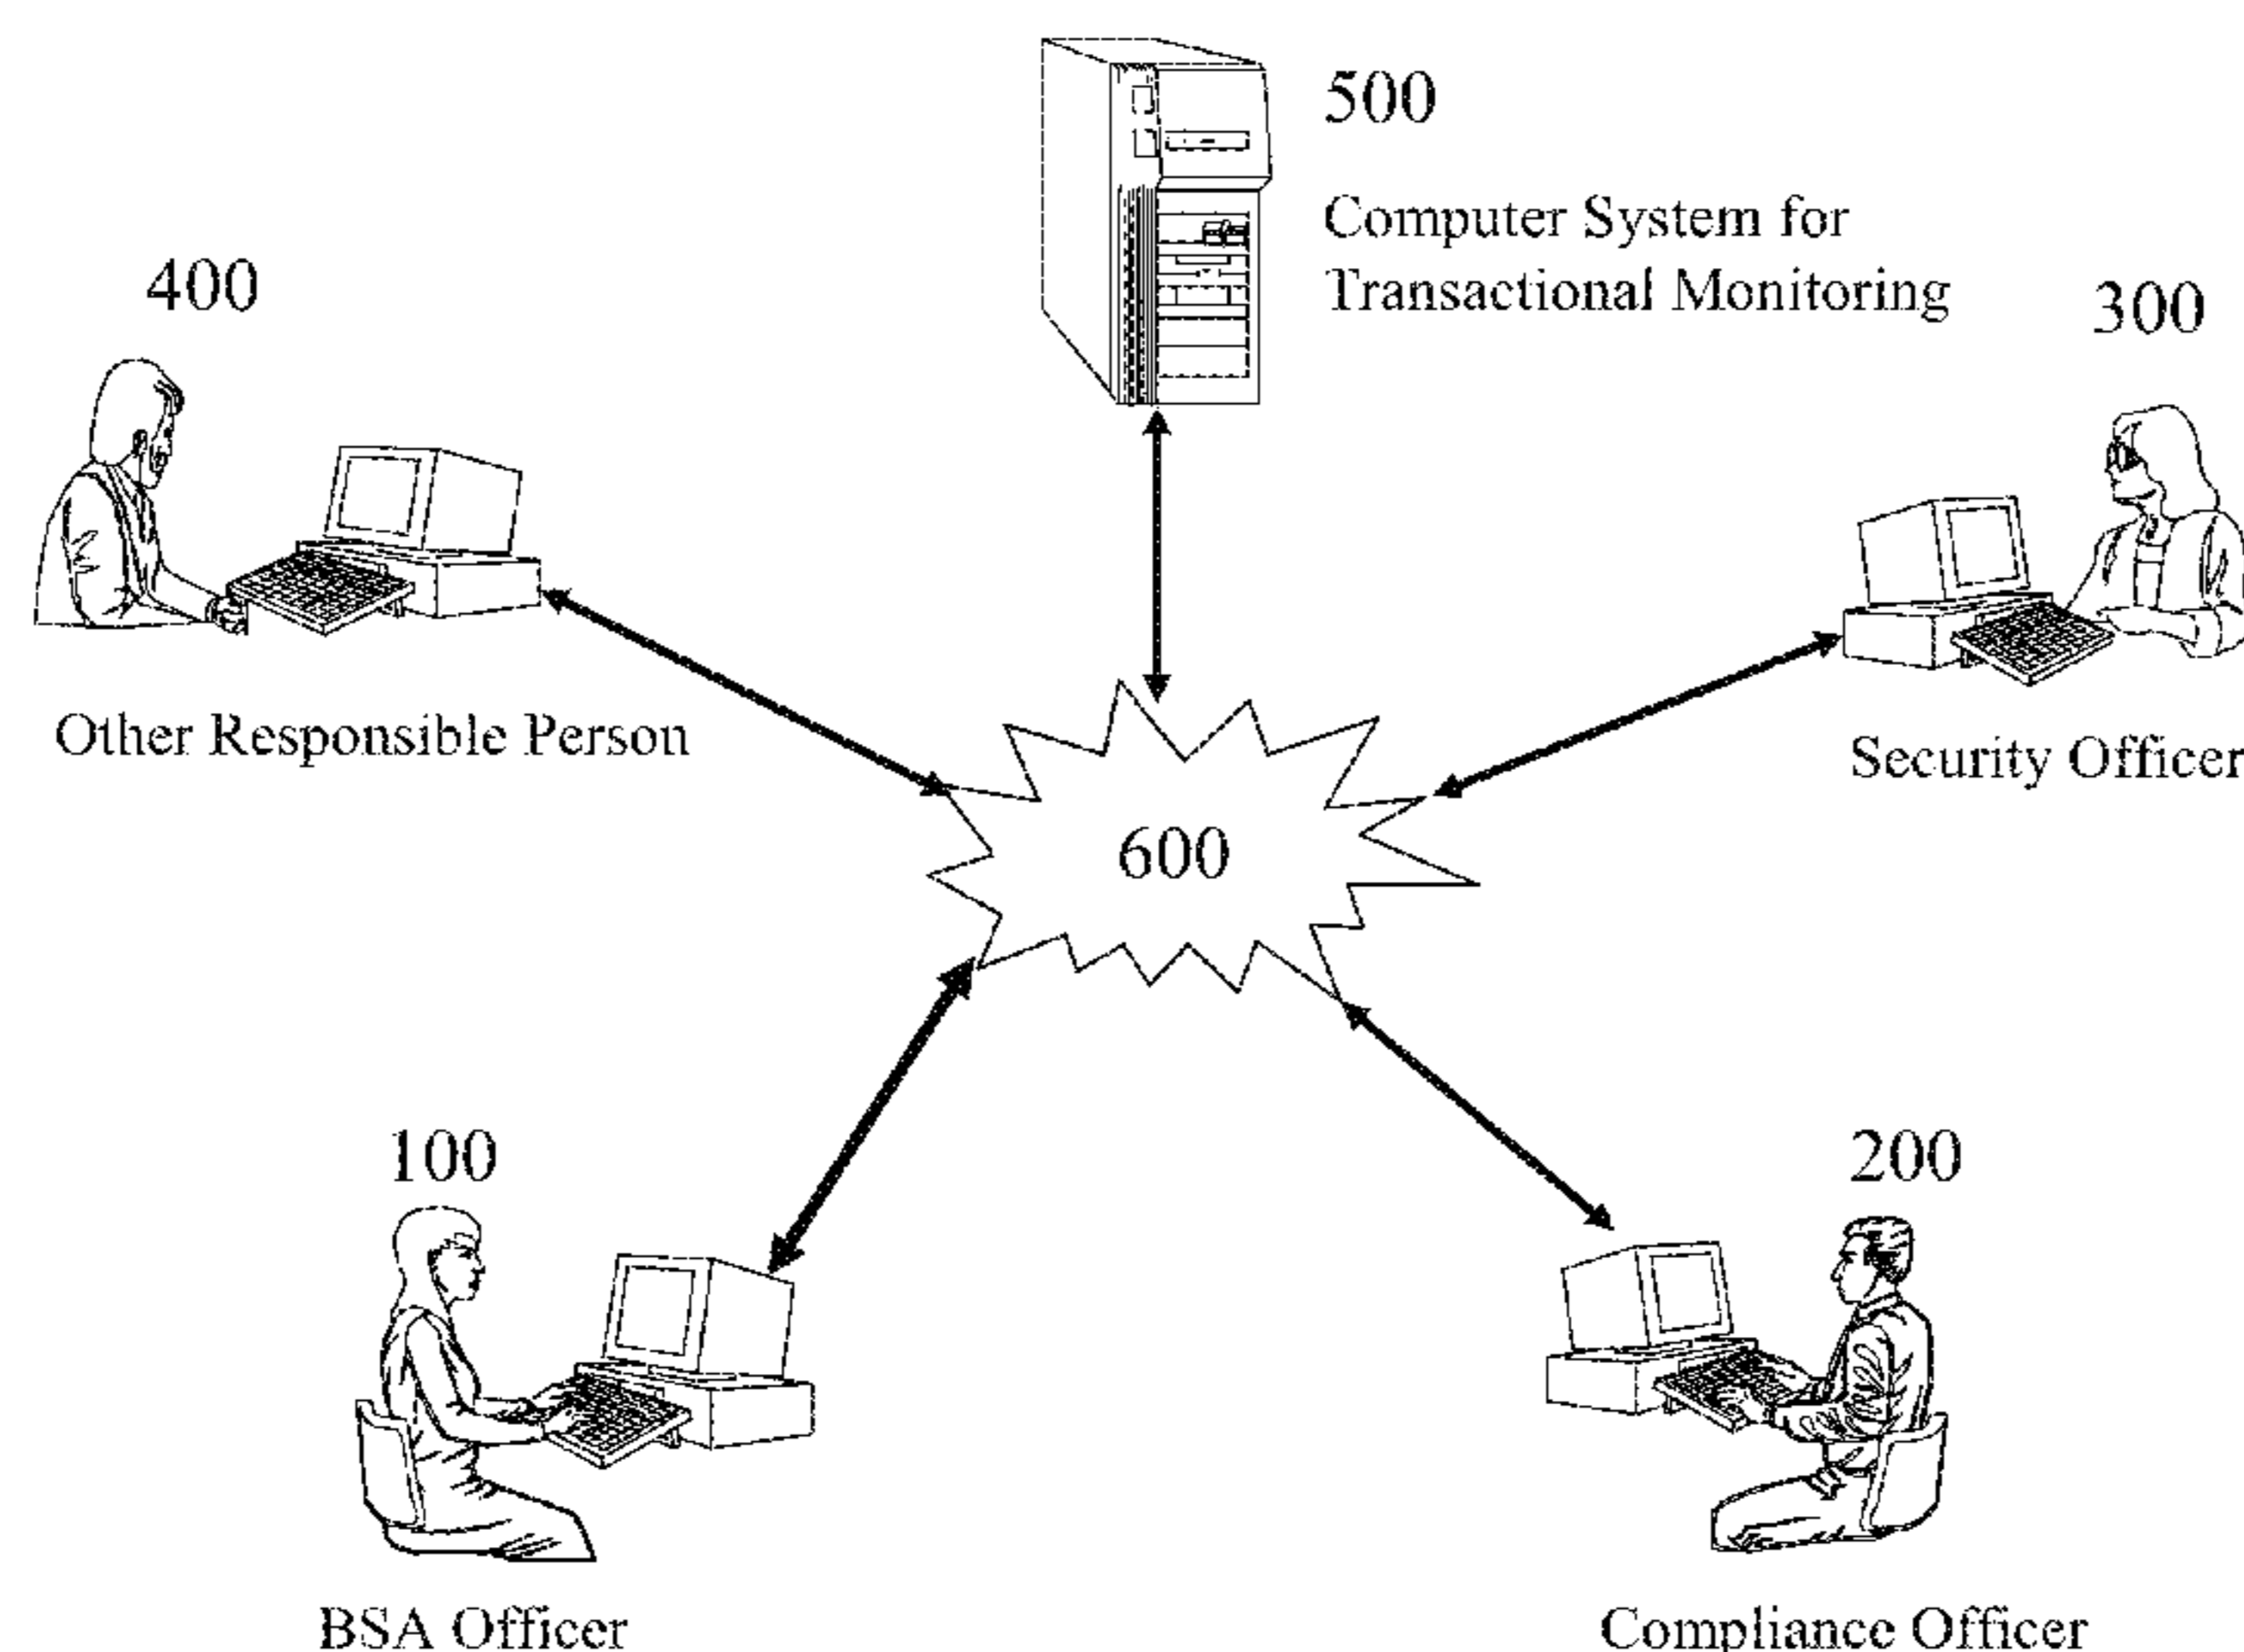 500
Computer System for
Transactional Monitoring
400
300
Other Responsible Person
Security Officer
600
100
200
BSA Officer
Compliance Officer